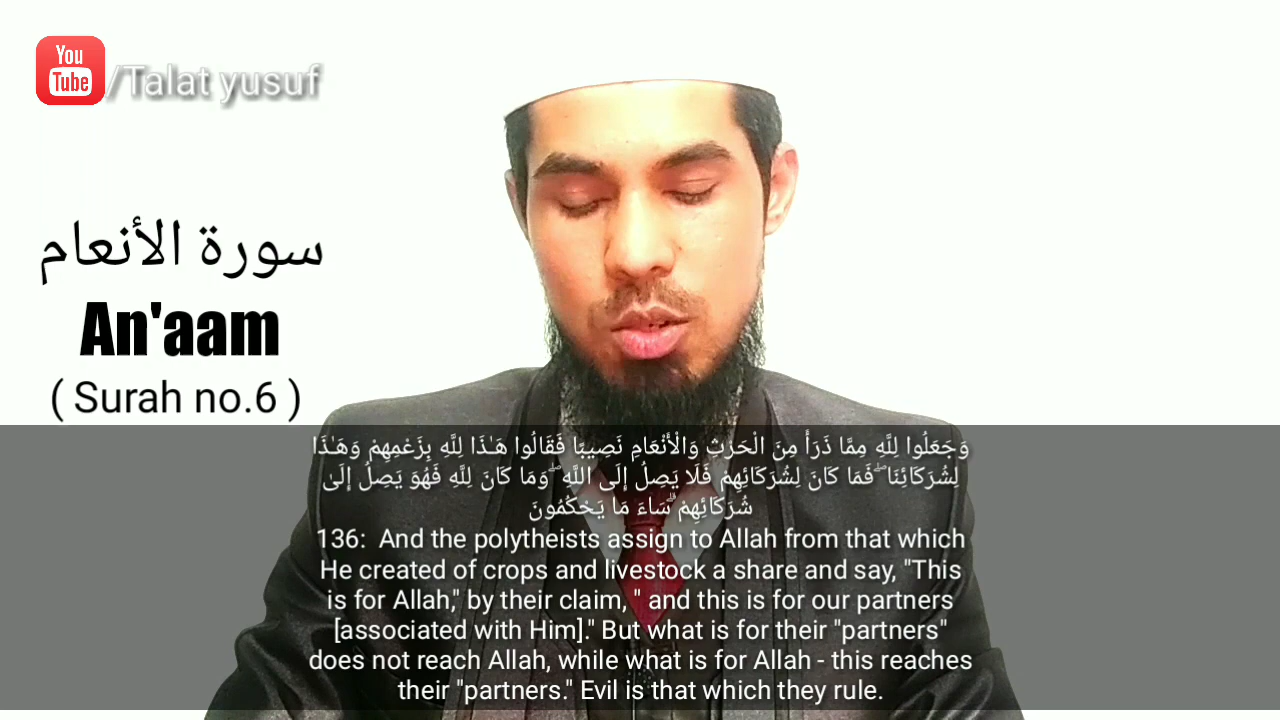 You
Tube
/Talat yusuf
سورة الأنعام
An'aam
( Surah no.6 )
وَجَعَلُوا لِلَّهِ مِمَّا ذَرَأَ مِنَ الْحَرْثِ وَالْأَنْعَامِ نَصِيبًا فَقَالُوا هَـٰذَا لِلَّهِ بِزَعْمِهِمْ وَهَـٰذَا
لِشُرَكَائِنَا ۖ فَمَا كَانَ لِشُرَكَائِهِمْ فَلَا يَصِلُ إِلَى اللَّهِ ۖ وَمَا كَانَ لِلَّهِ فَهُوَ يَصِلُ إِلَىٰ
شُرَكَائِهِمْ ۗ سَاءَ مَا يَحْكُمُونَ
136:  And the polytheists assign to Allah from that which
He created of crops and livestock a share and say, "This
is for Allah," by their claim, " and this is for our partners
[associated with Him]." But what is for their "partners"
does not reach Allah, while what is for Allah - this reaches
their "partners." Evil is that which they rule.